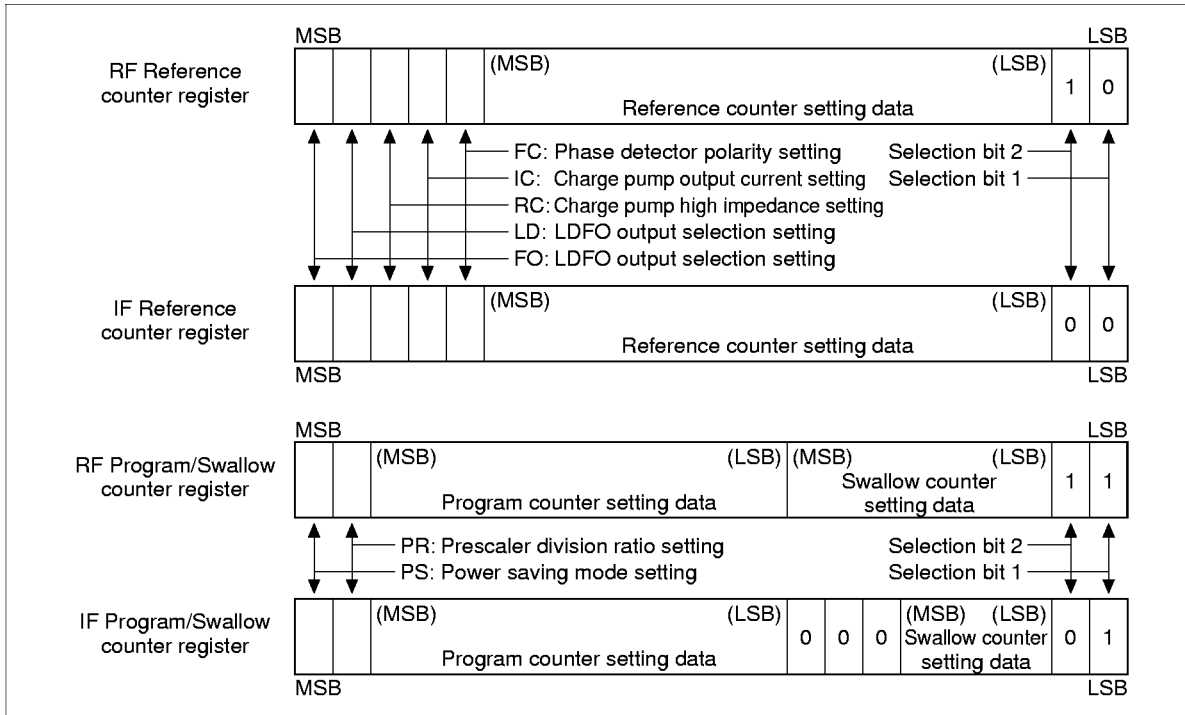 MSB LSB
RF Reference
counter register
(MSB) (LSB)
Reference counter setting data
1 0
FC: Phase detector polarity setting
IC: Charge pump output current setting
RC: Charge pump high impedance setting
LD: LDFO output selection setting
FO: LDFO output selection setting
Selection bit 2
Selection bit 1
IF Reference
counter register
(MSB) (LSB)
Reference counter setting data
0 0
MSB LSB
MSB LSB
RF Program/Swallow
counter register
(MSB) (LSB)
Program counter setting data
(MSB) (LSB)
Swallow counter
setting data
1 1
PR: Prescaler division ratio setting
PS: Power saving mode setting
Selection bit 2
Selection bit 1
IF Program/Swallow
counter register
(MSB) (LSB)
Program counter setting data
0 0 0
(MSB) (LSB)
Swallow counter
setting data
0 1
MSB LSB